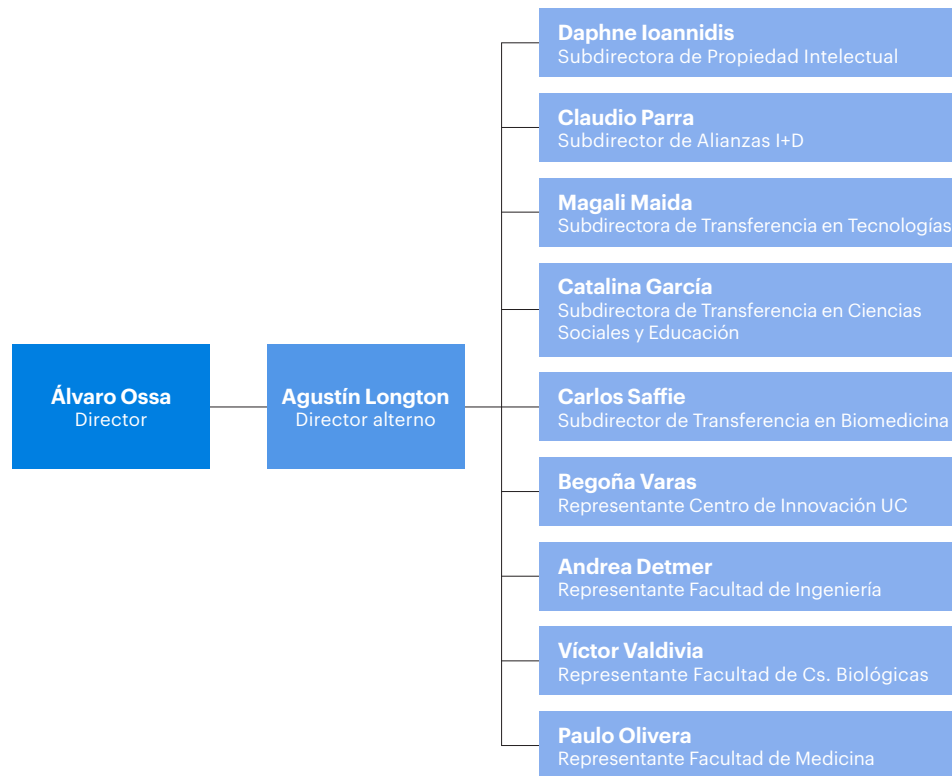 Daphne Ioannidis
Subdirectora de Propiedad Intelectual
Claudio Parra
Subdirector de Alianzas I+D
Magali Maida
Subdirectora de Transferencia en Tecnologías
Catalina García
Subdirectora de Transferencia en Ciencias
Sociales y Educación
Álvaro Ossa
Director
Agustín Longton
Director alterno
Carlos Saffie
Subdirector de Transferencia en Biomedicina
Begoña Varas
Representante Centro de Innovación UC
Andrea Detmer
Representante Facultad de Ingeniería
Víctor Valdivia
Representante Facultad de Cs. Biológicas
Paulo Olivera
Representante Facultad de Medicina